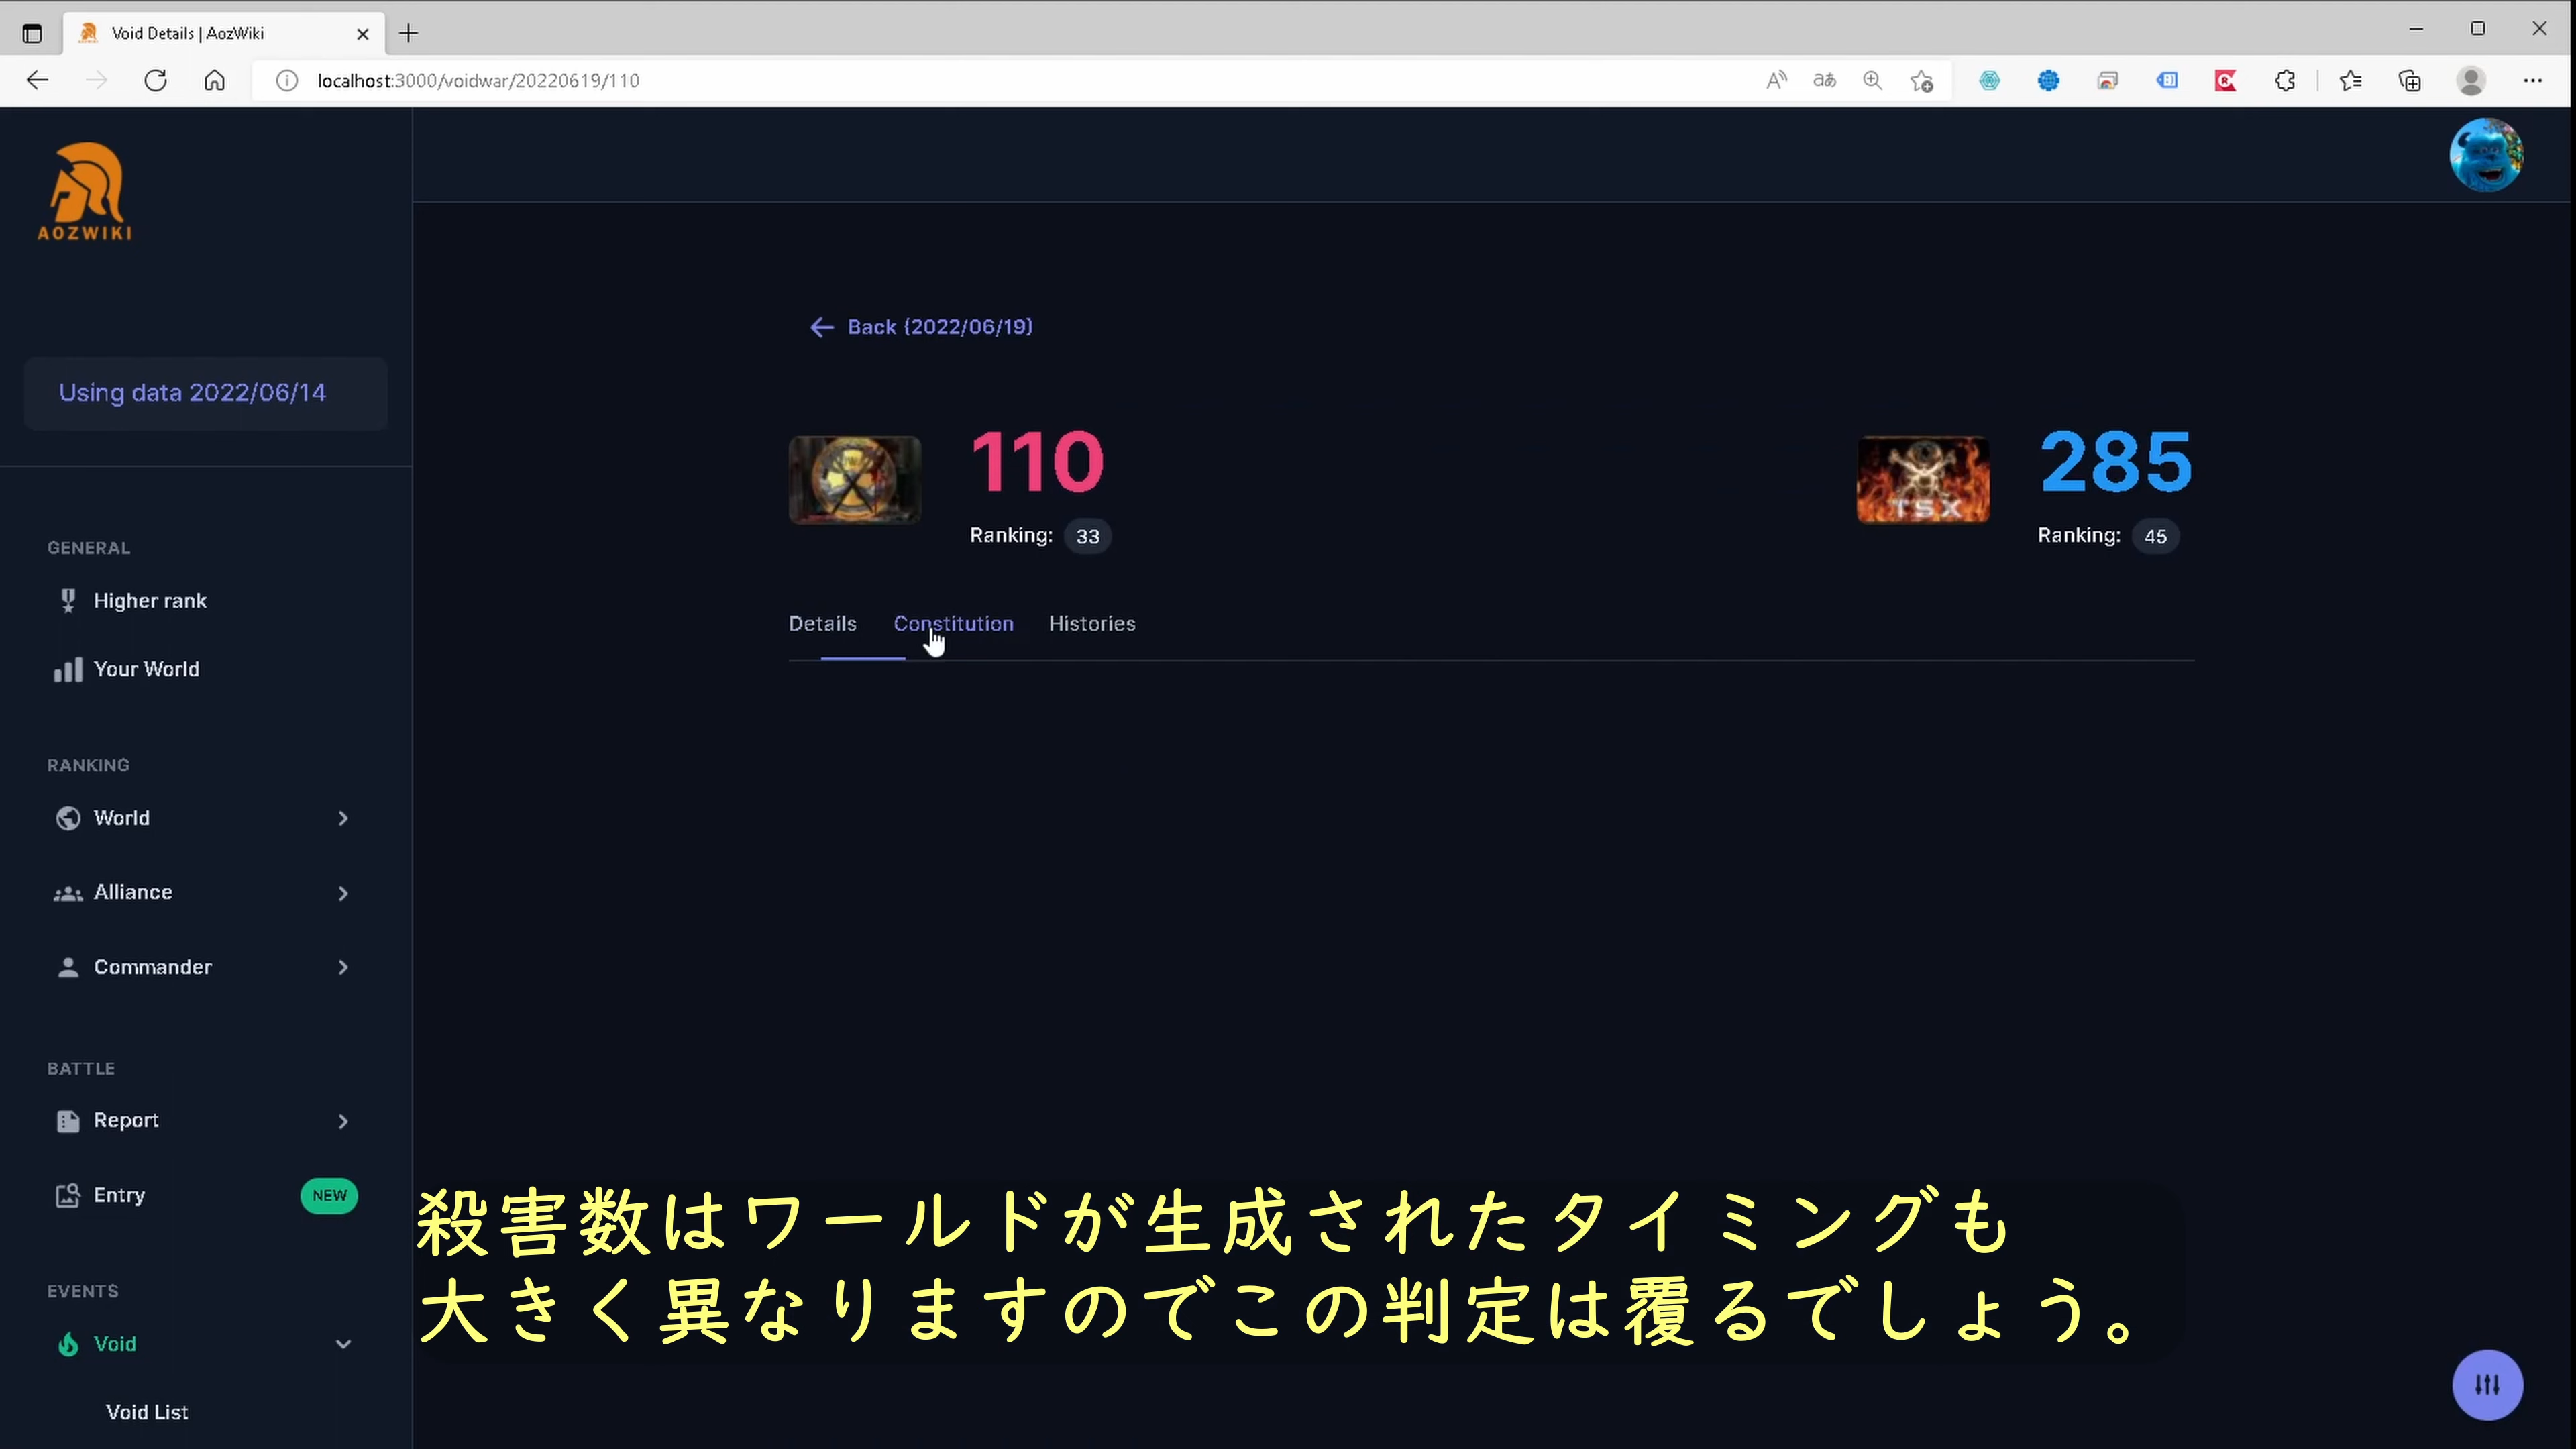 Void Details | AozWiki
localhost:3000/voidwar/20220619/110
AOZWIKI
Using data 2022/06/14
GENERAL
Higher rank
Your World
RANKING
World
Alliance
Commander
BATTLE
Report
Entry
NEW
EVENTS
Void
Void List
Back (2022/06/19)
110
Ranking: 33
TSX
285
Ranking: 45
Details
Constitution
Histories
殺害数はワールドが生成されたタイミングも
大きく異なりますのでこの判定は覆るでしょう。